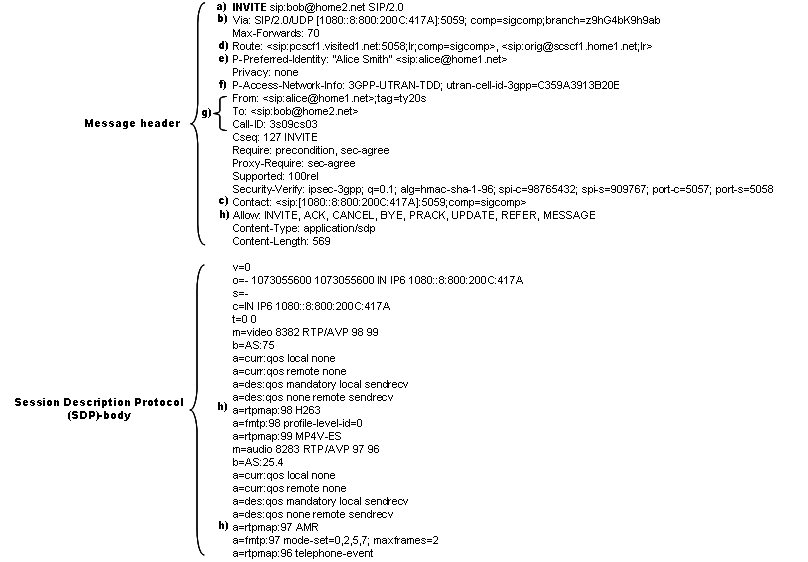 a) INVITE sip:bob@home2.net SIP/2.0
b) Via: SIP/2.0/UDP [1080::8:800:200C:417A]:5059; comp=sigcomp;branch=z9hG4bK9h9ab
Max-Forwards: 70
d) Route: <sip:pcscf1.visited1.net:5058;lr;comp=sigcomp>, <sip:orig@scscf1.home1.net;lr>
e) P-Preferred-Identity: "Alice Smith" <sip:alice@home1.net>
Privacy: none
f) P-Access-Network-Info: 3GPP-UTRAN-TDD; utran-cell-id-3gpp=C359A3913B20E
From: <sip:alice@home1.net>;tag=ty20s
g) To: <sip:bob@home2.net>
Message header
Call-ID: 3s09cs03
Cseq: 127 INVITE
Require: precondition, sec-agree
Proxy-Require: sec-agree
Supported: 100rel
Security-Verify: ipsec-3gpp; q=0.1; alg=hmac-sha-1-96; spi-c=98765432; spi-s=909767; port-c=5057; port-s=5058
c) Contact: <sip:[1080::8:800:200C:417A]:5059;comp=sigcomp>
h) Allow: INVITE, ACK, CANCEL, BYE, PRACK, UPDATE, REFER, MESSAGE
Content-Type: application/sdp
Content-Length: 569
v=0
o=- 1073055600 1073055600 IN IP6 1080::8:800:200C:417A
s=-
c=IN IP6 1080::8:800:200C:417A
t=0 0
m=video 8382 RTP/AVP 98 99
b=AS:75
a=curr:qos local none
a=curr:qos remote none
a=des:qos mandatory local sendrecv
a=des:qos none remote sendrecv
Session Description Protocol
(SDP)-body
h) a=rtpmap:98 H263
a=fmtp:98 profile-level-id=0
a=rtpmap:99 MP4V-ES
m=audio 8283 RTP/AVP 97 96
b=AS:25.4
a=curr:qos local none
a=curr:qos remote none
a=des:qos mandatory local sendrecv
a=des:qos none remote sendrecv
h) a=rtpmap:97 AMR
a=fmtp:97 mode-set=0,2,5,7; maxframes=2
a=rtpmap:96 telephone-event